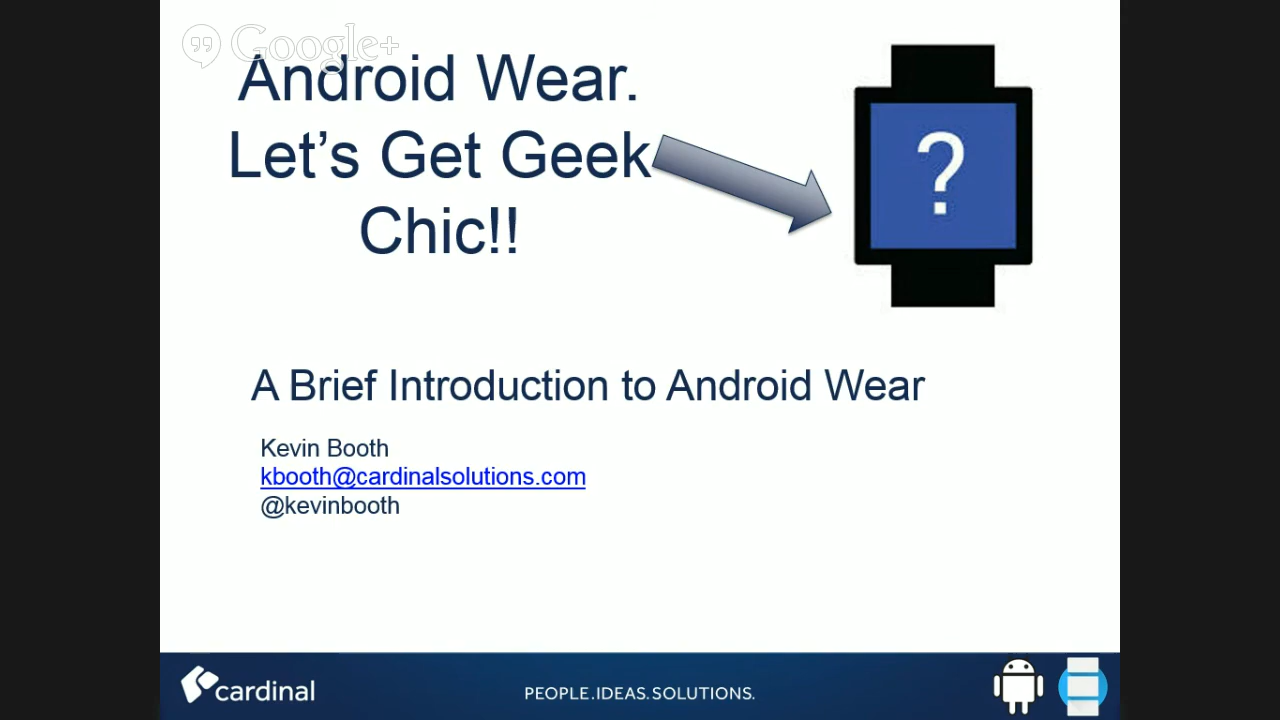 Google+
Android Wear.
Let's Get Geek
Chic!!
?
A Brief Introduction to Android Wear
Kevin Booth
kbooth@cardinalsolutions.com
@kevinbooth
cardinal
PEOPLE.IDEAS.SOLUTIONS.